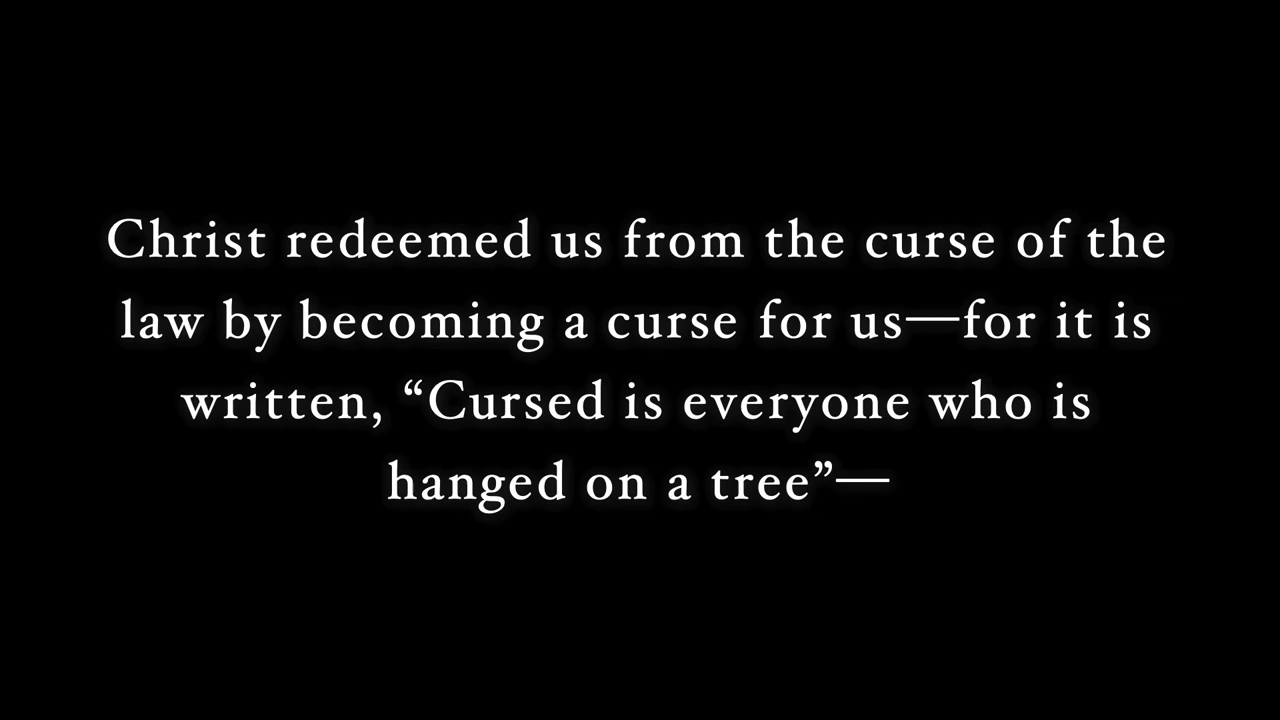 Christ redeemed us from the curse of the
law by becoming a curse for us—for it is
written, “Cursed is everyone who is
hanged on a tree”—